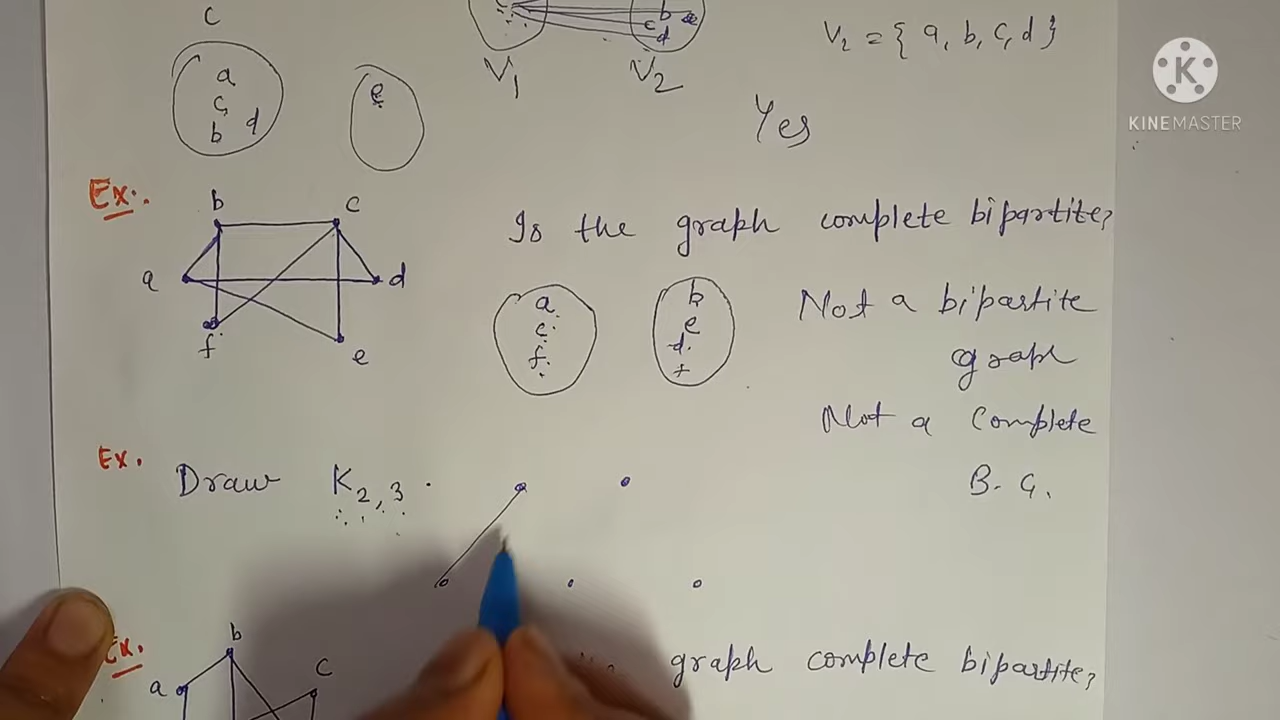 c
b
c e
d
V1
V2
V2 = { a, b, c, d }
K
KINEMASTER
a
c
b d
e
Yes
Ex:.
b
c
a
d
f
e
Is the graph complete bipartite?
a
c
f
b
e
d
f
Not a bipartite
graph
Not a Complete
B. G.
Ex.
Draw K2,3.
Ex.
b
a
c
graph complete bipartite?